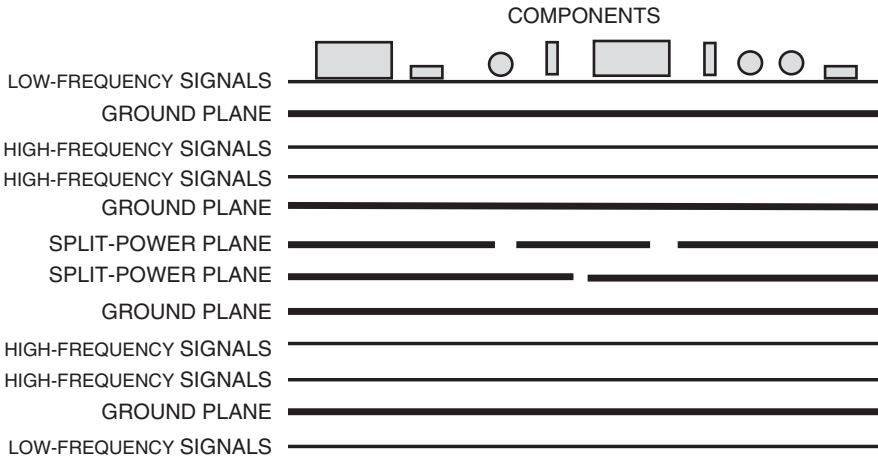 COMPONENTS
LOW-FREQUENCY SIGNALS
GROUND PLANE
HIGH-FREQUENCY SIGNALS
HIGH-FREQUENCY SIGNALS
GROUND PLANE
SPLIT-POWER PLANE
SPLIT-POWER PLANE
GROUND PLANE
HIGH-FREQUENCY SIGNALS
HIGH-FREQUENCY SIGNALS
GROUND PLANE
LOW-FREQUENCY SIGNALS